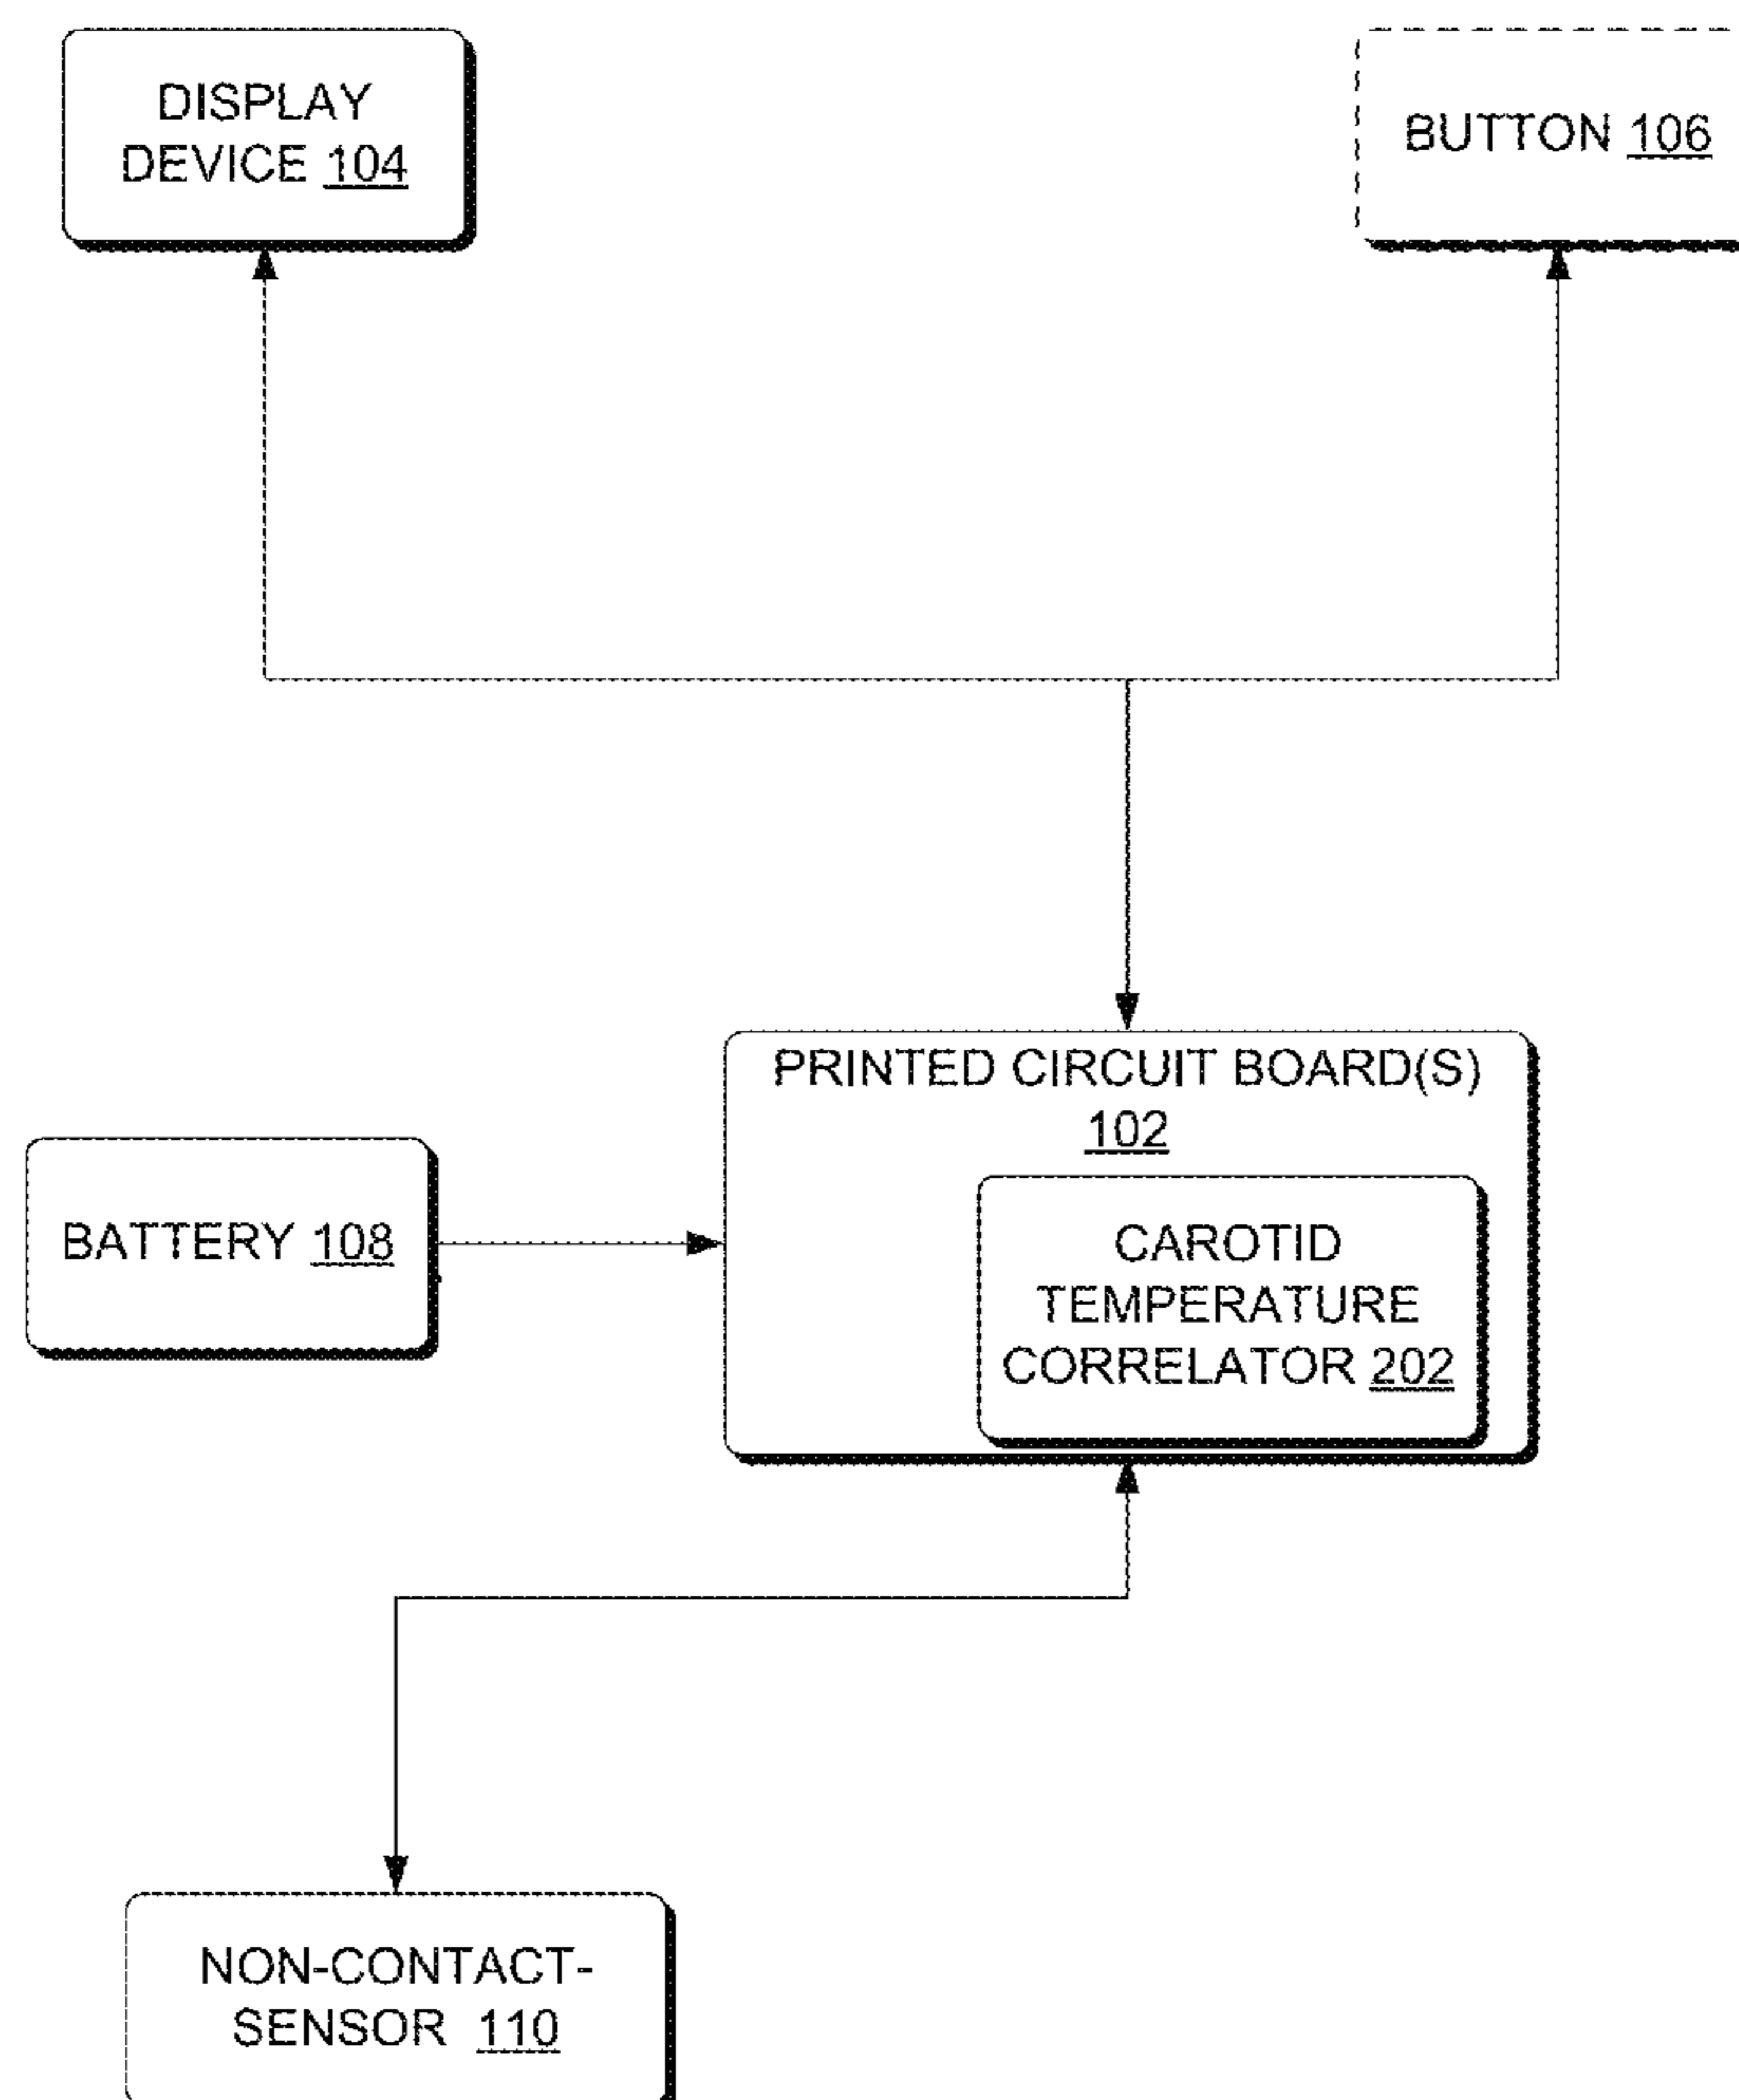 DISPLAY
DEVICE 104
BUTTON 106
PRINTED CIRCUIT BOARD(S)
102
BATTERY 108
CAROTID
TEMPERATURE
CORRELATOR 202
NON-CONTACT-
SENSOR 110